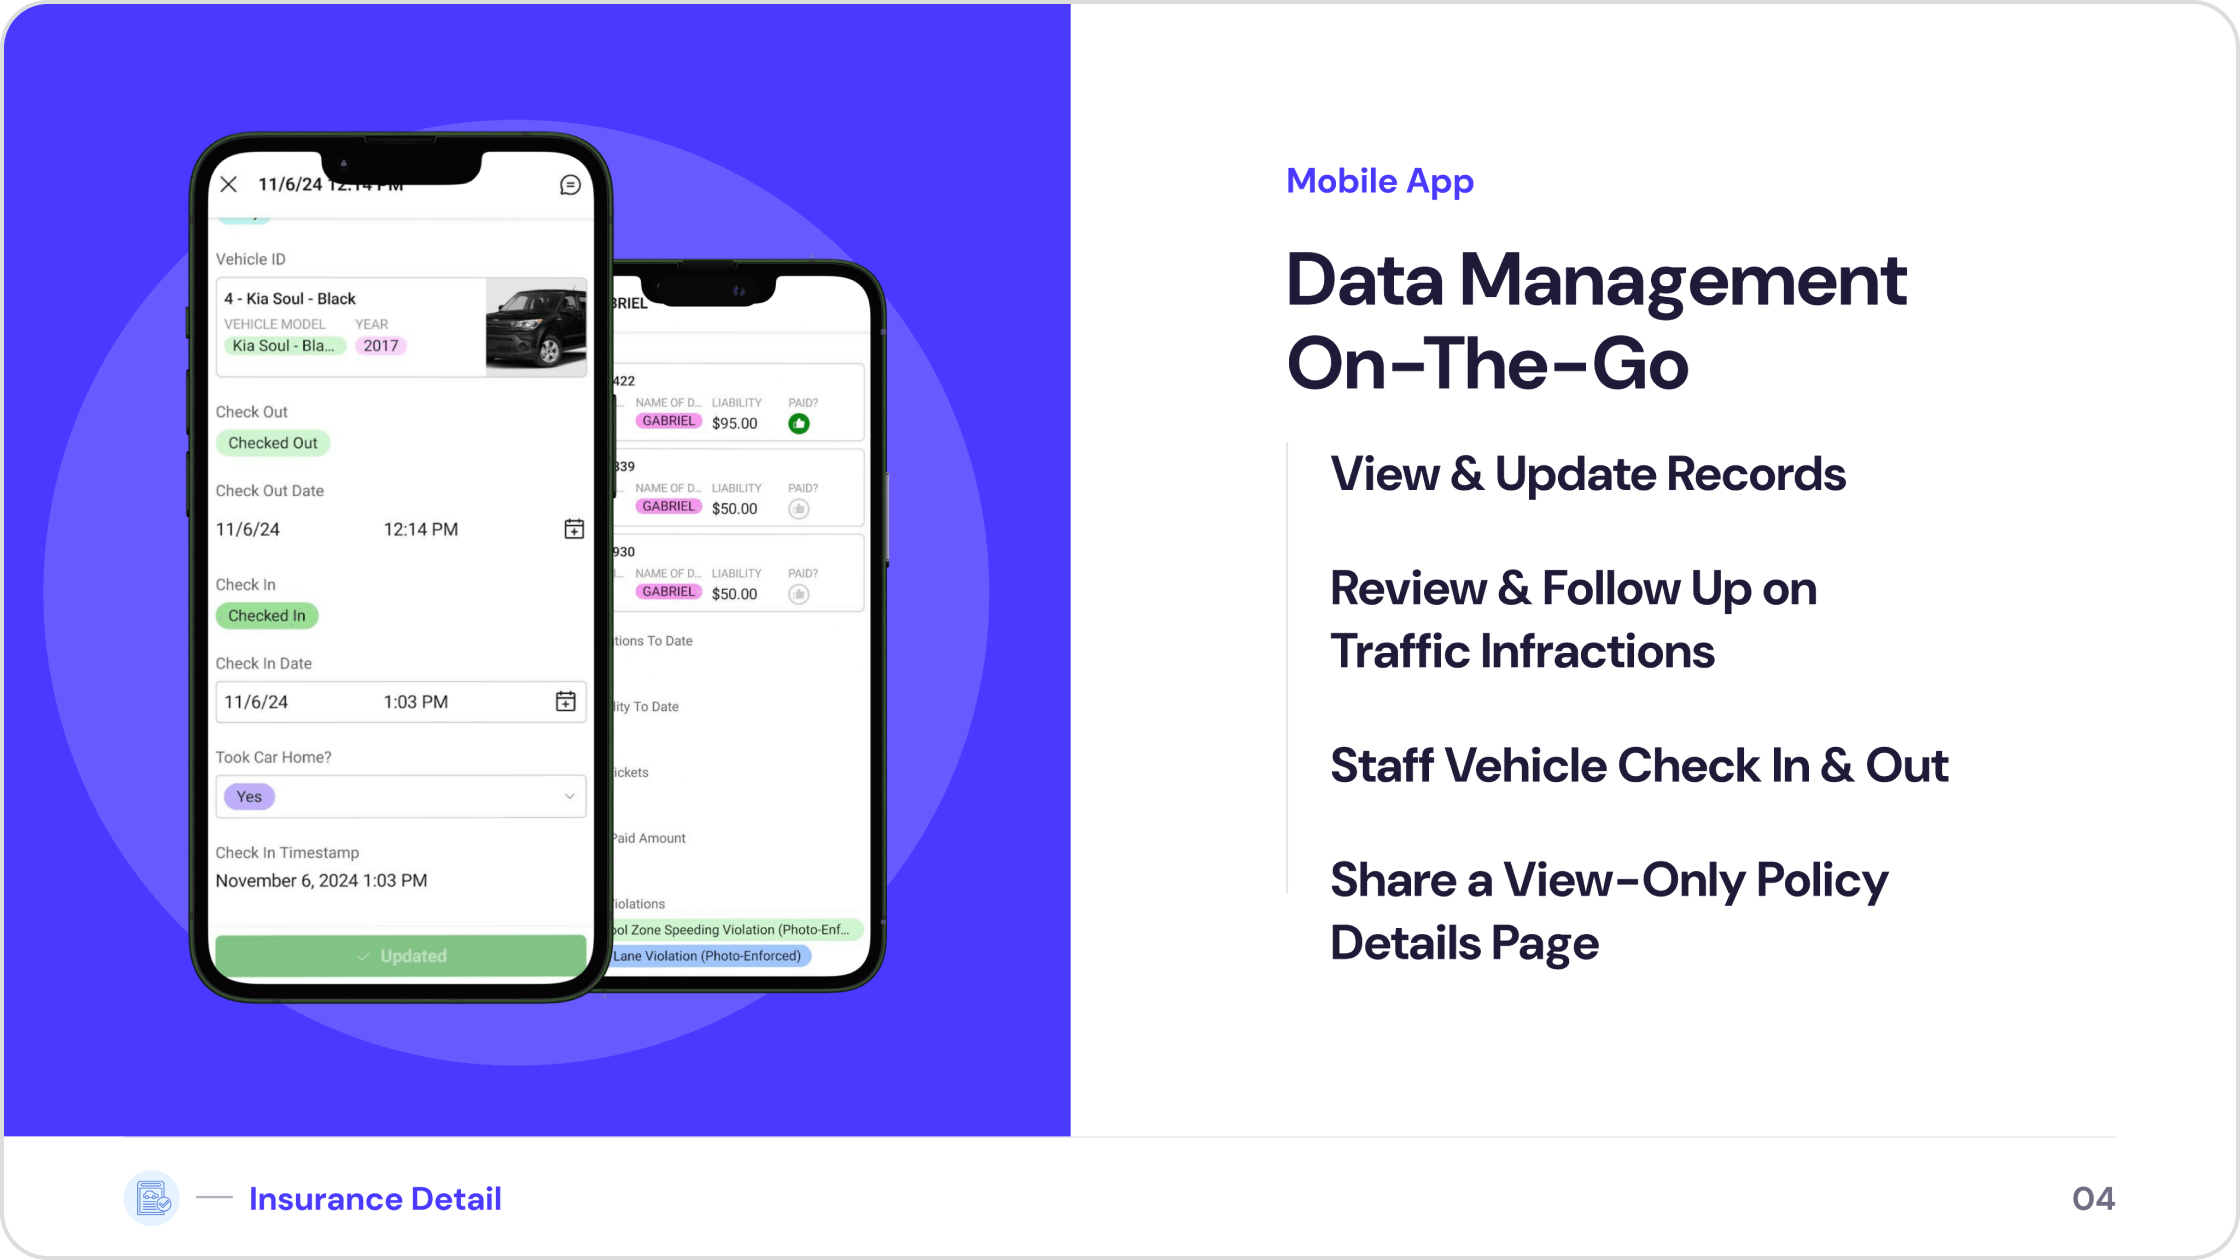 11/6/24 12:14 PM
Vehicle ID
4 - Kia Soul - Black
VEHICLE MODEL YEAR
Kia Soul - Bla... 2017
Check Out
Checked Out
Check Out Date
11/6/24 12:14 PM
Check In
Checked In
Check In Date
11/6/24 1:03 PM
Took Car Home?
Yes
Check In Timestamp
November 6, 2024 1:03 PM
Updated
BRIEL
422
NAME OF D... LIABILITY PAID?
GABRIEL $95.00
339
NAME OF D... LIABILITY PAID?
GABRIEL $50.00
930
NAME OF D... LIABILITY PAID?
GABRIEL $50.00
tions To Date
lity To Date
ickets
Paid Amount
iolations
ool Zone Speeding Violation (Photo-Enf...
Lane Violation (Photo-Enforced)
Mobile App
Data Management
On-The-Go
View & Update Records
Review & Follow Up on
Traffic Infractions
Staff Vehicle Check In & Out
Share a View-Only Policy
Details Page
Insurance Detail
04